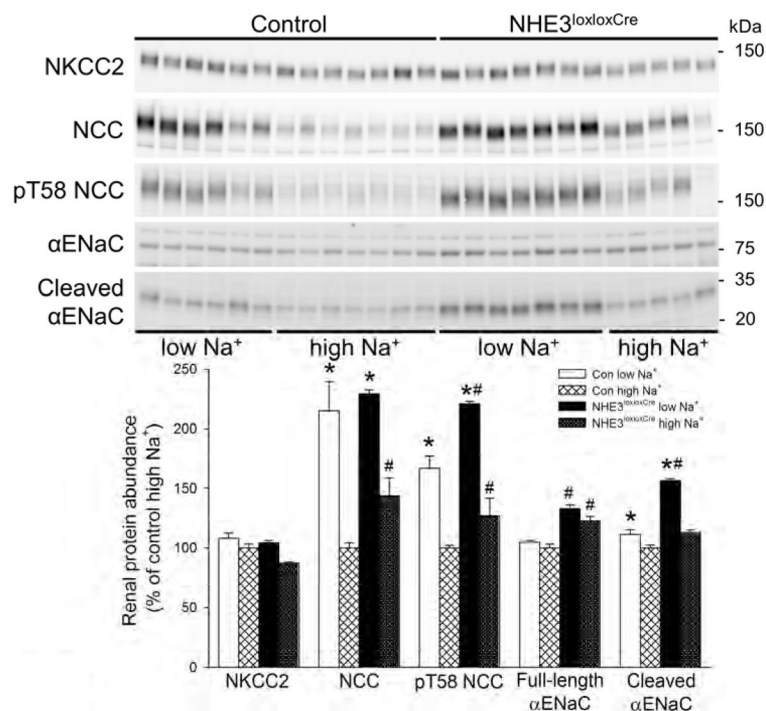 Control NHE3loxloxCre kDa
NKCC2 - 150
NCC - 150
pT58 NCC - 150
αENaC - 75
Cleaved αENaC - 35
- 20
low Na+ high Na+ low Na+ high Na+
Renal protein abundance
(% of control high Na+)
250
200
150
100
50
0
* * # * *# # # # * *#
Con low Na+
Con high Na+
NHE3loxloxCre low Na+
NHE3loxloxCre high Na+
NKCC2 NCC pT58 NCC Full-length αENaC Cleaved αENaC